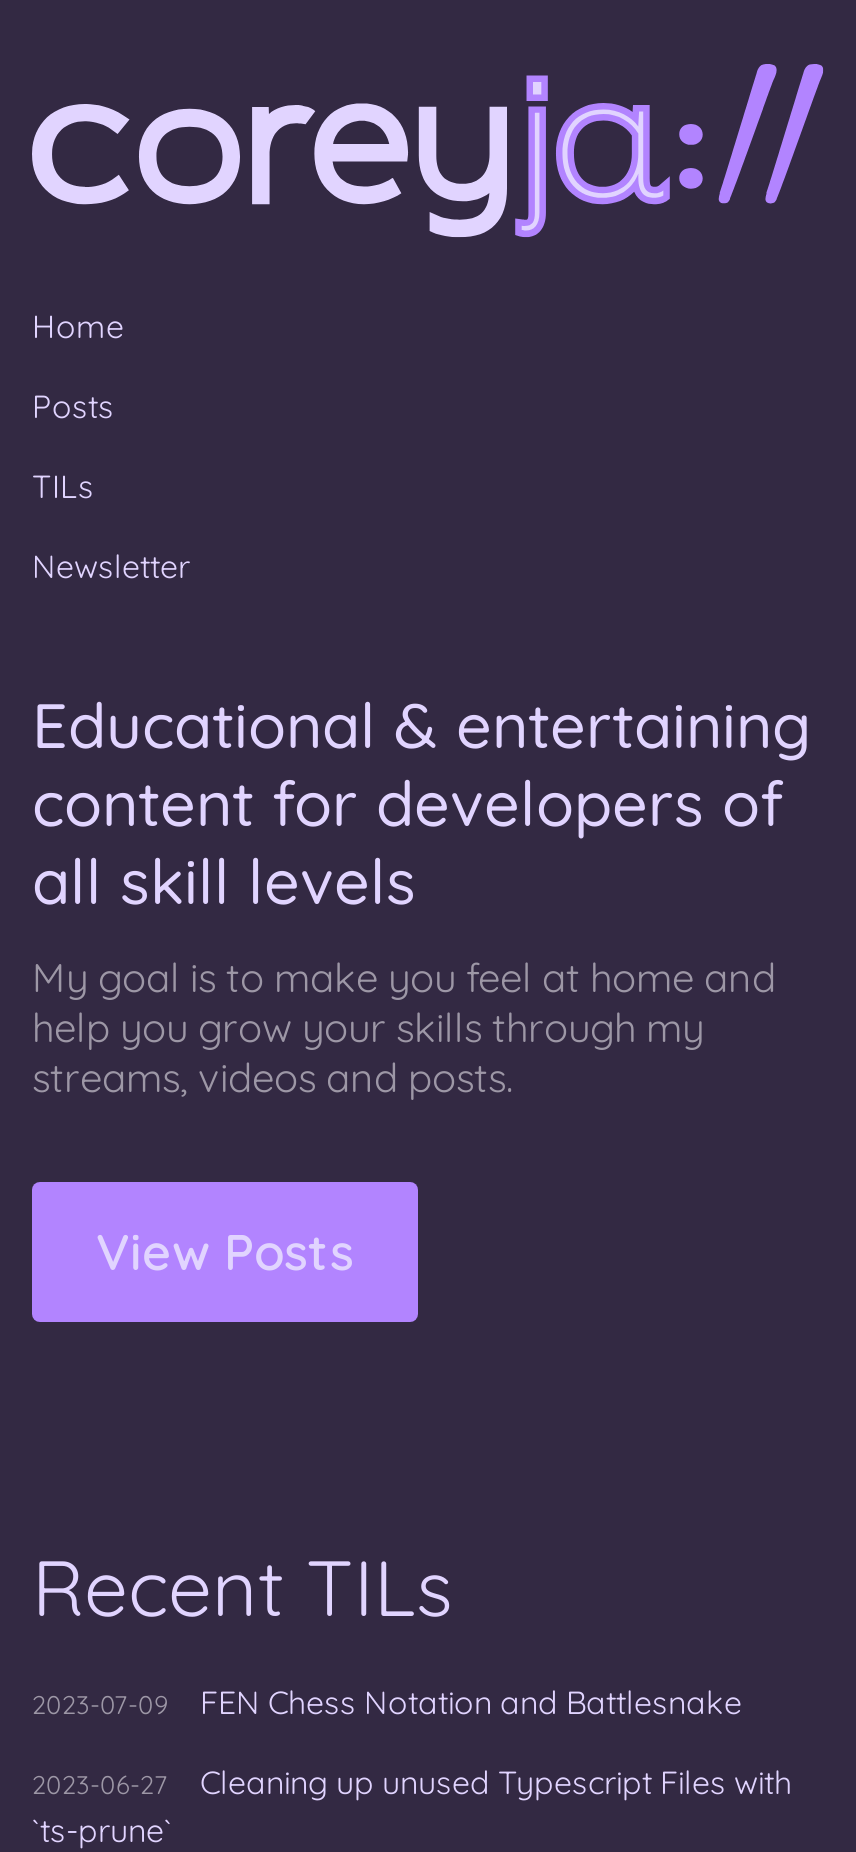 coreyja://
Home
Posts
TILs
Newsletter
Educational & entertaining
content for developers of
all skill levels
My goal is to make you feel at home and
help you grow your skills through my
streams, videos and posts.
View Posts
Recent TILs
2023-07-09 FEN Chess Notation and Battlesnake
2023-06-27 Cleaning up unused Typescript Files with
`ts-prune`